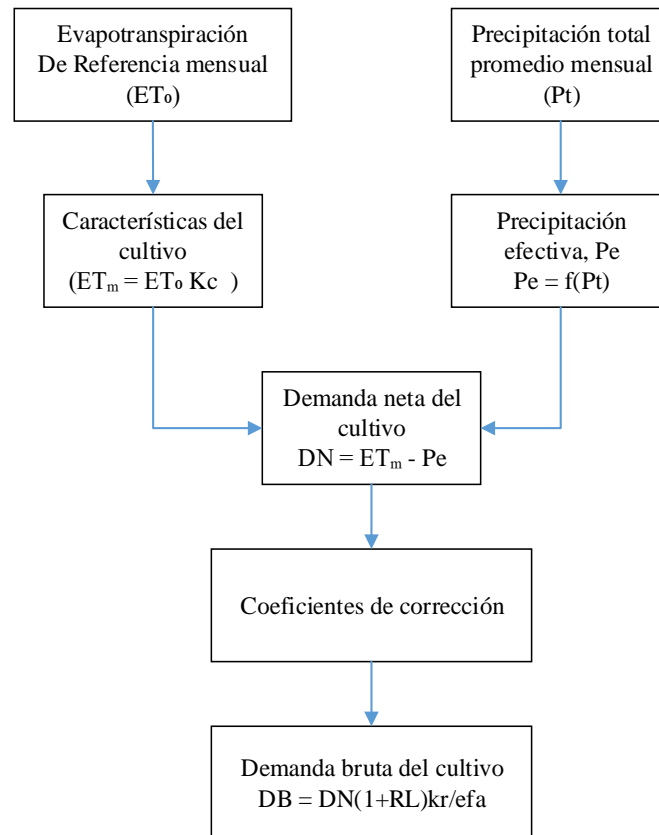 Evapotranspiración
De Referencia mensual
(ET₀)
Precipitación total
promedio mensual
(Pt)
Características del
cultivo
(ETₘ = ET₀ Kc )
Precipitación
efectiva, Pe
Pe = f(Pt)
Demanda neta del
cultivo
DN = ETₘ - Pe
Coeficientes de corrección
Demanda bruta del cultivo
DB = DN(1+RL)kr/efa